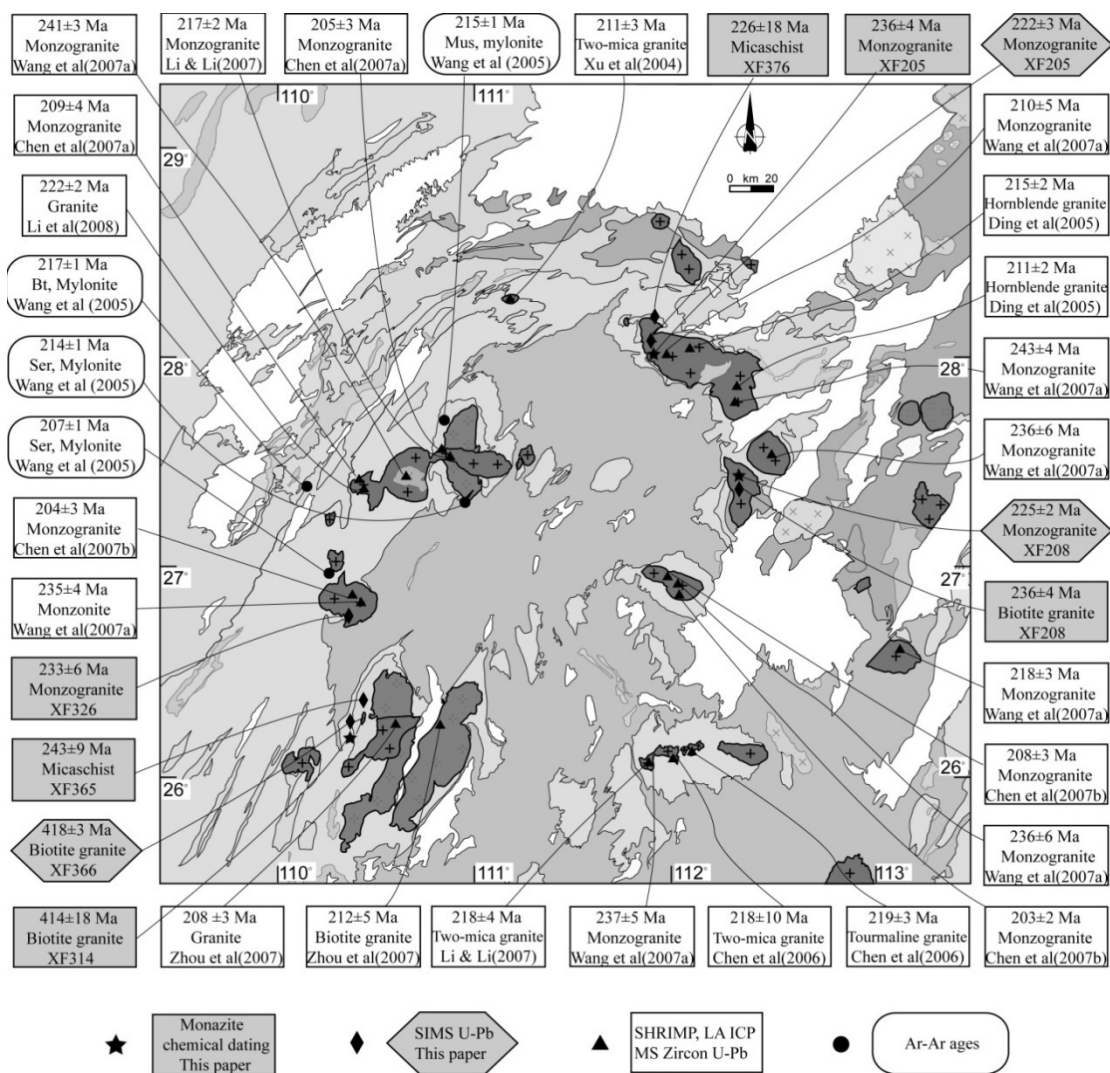 241±3 Ma
Monzogranite
Wang et al(2007a)
217±2 Ma
Monzogranite
Li & Li(2007)
205±3 Ma
Monzogranite
Chen et al(2007a)
215±1 Ma
Mus, mylonite
Wang et al (2005)
211±3 Ma
Two-mica granite
Xu et al(2004)
226±18 Ma
Micaschist
XF376
236±4 Ma
Monzogranite
XF205
222±3 Ma
Monzogranite
XF205
209±4 Ma
Monzogranite
Chen et al(2007a)
222±2 Ma
Granite
Li et al(2008)
217±1 Ma
Bt, Mylonite
Wang et al (2005)
214±1 Ma
Ser, Mylonite
Wang et al (2005)
207±1 Ma
Ser, Mylonite
Wang et al (2005)
204±3 Ma
Monzogranite
Chen et al(2007b)
235±4 Ma
Monzonite
Wang et al(2007a)
233±6 Ma
Monzogranite
XF326
243±9 Ma
Micaschist
XF365
418±3 Ma
Biotite granite
XF366
414±18 Ma
Biotite granite
XF314
110°
111°
29°
28°
27°
26°
0 km 20
28°
27°
26°
110°
111°
112°
113°
210±5 Ma
Monzogranite
Wang et al(2007a)
215±2 Ma
Hornblende granite
Ding et al(2005)
211±2 Ma
Hornblende granite
Ding et al(2005)
243±4 Ma
Monzogranite
Wang et al(2007a)
236±6 Ma
Monzogranite
Wang et al(2007a)
225±2 Ma
Monzogranite
XF208
236±4 Ma
Biotite granite
XF208
218±3 Ma
Monzogranite
Wang et al(2007a)
208±3 Ma
Monzogranite
Chen et al(2007b)
236±6 Ma
Monzogranite
Wang et al(2007a)
203±2 Ma
Monzogranite
Chen et al(2007b)
208 ±3 Ma
Granite
Zhou et al(2007)
212±5 Ma
Biotite granite
Zhou et al(2007)
218±4 Ma
Two-mica granite
Li & Li(2007)
237±5 Ma
Monzogranite
Wang et al(2007a)
218±10 Ma
Two-mica granite
Chen et al(2006)
219±3 Ma
Tourmaline granite
Chen et al(2006)
Monazite
chemical dating
This paper
SIMS U-Pb
This paper
SHRIMP, LA ICP
MS Zircon U-Pb
Ar-Ar ages